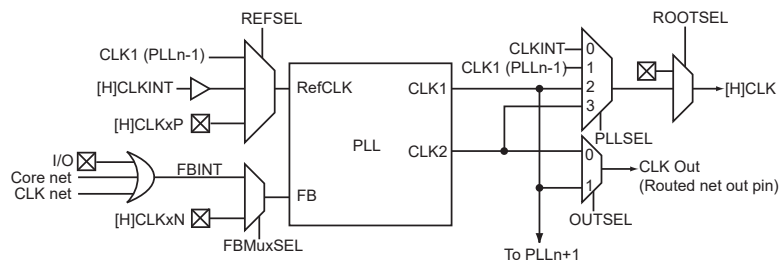 REFSEL
ROOTSEL
CLK1 (PLLn-1)
CLKINT
0
CLK1 (PLLn-1)
1
[H]CLKINT
RefCLK
CLK1
2
[H]CLK
3
[H]CLKxP
PLL
PLLSEL
I/O
CLK2
0
Core net
FBINT
CLK Out
CLK net
(Routed net out pin)
FB
1
[H]CLKxN
OUTSEL
FBMuxSEL
To PLLn+1